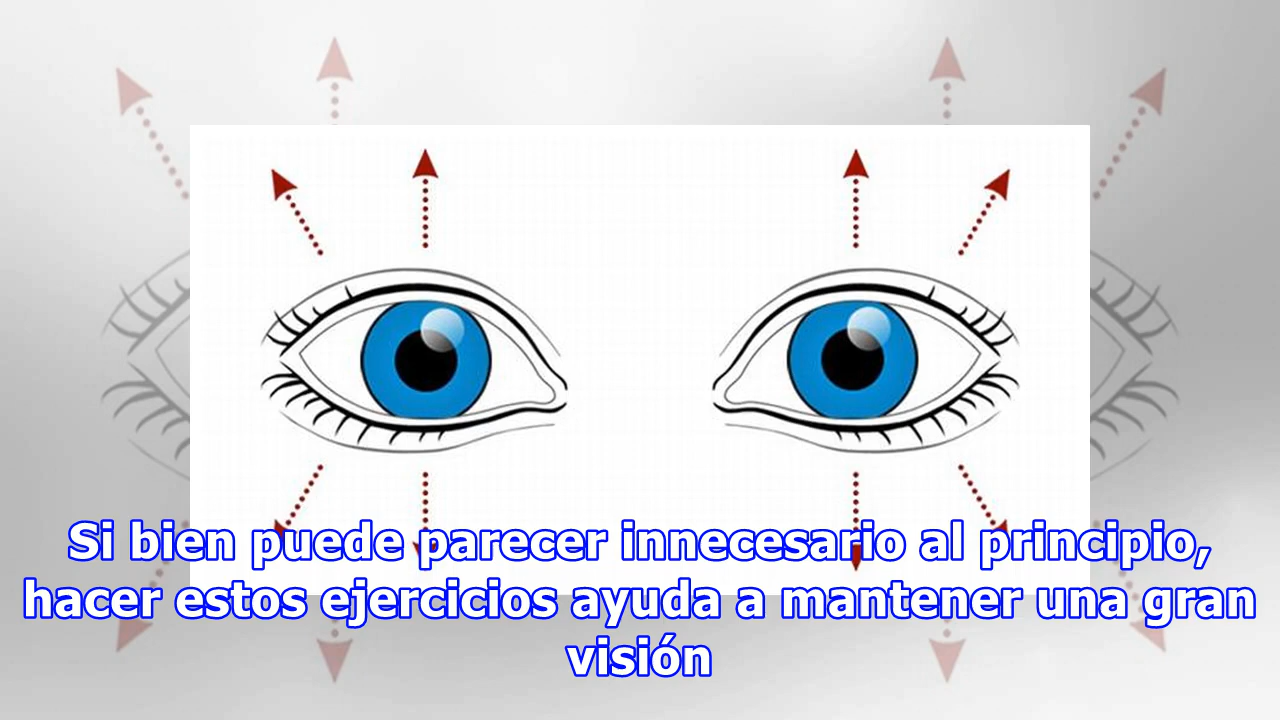 Si bien puede parecer innecesario al principio,
hacer estos ejercicios ayuda a mantener una gran
visión